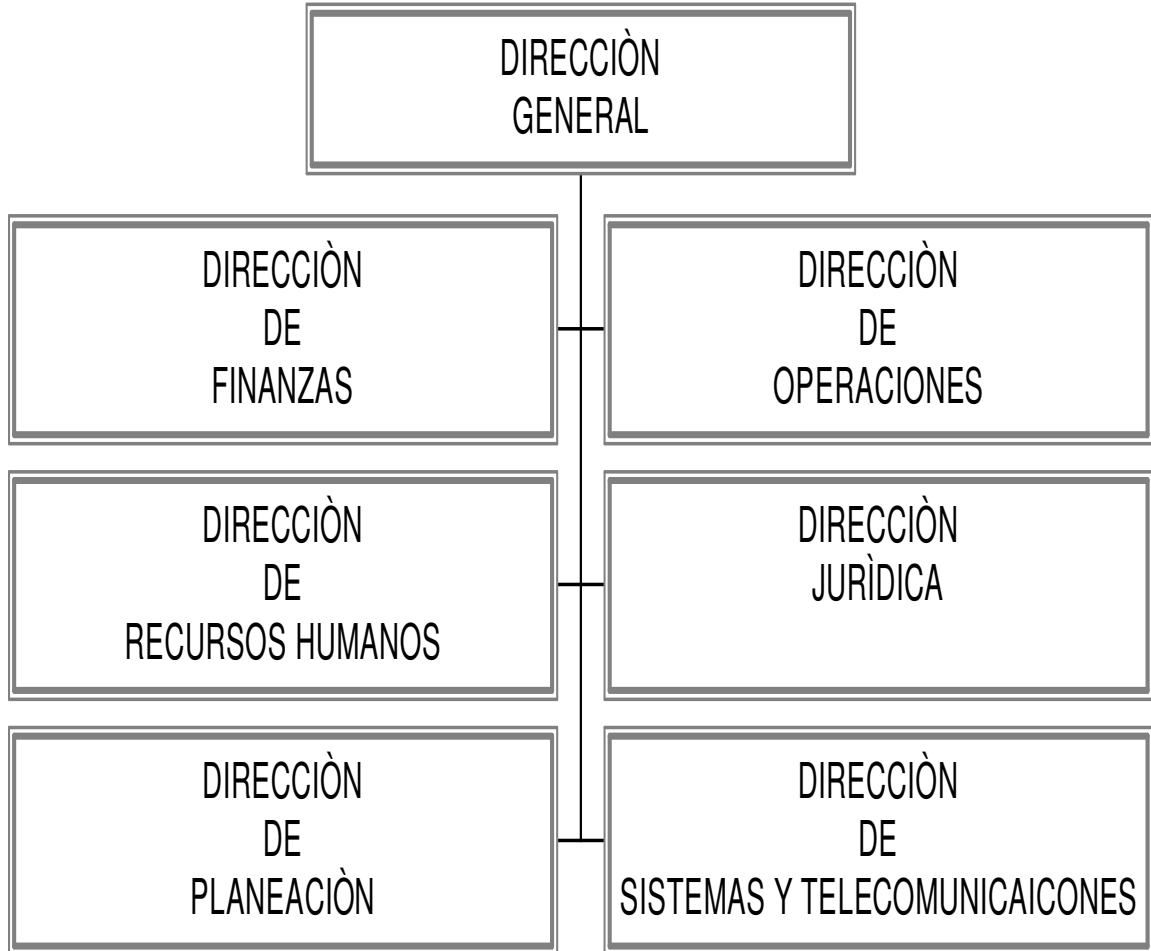 DIRECCIÒN
GENERAL
DIRECCIÒN
DE
FINANZAS
DIRECCIÒN
DE
OPERACIONES
DIRECCIÒN
DE
RECURSOS HUMANOS
DIRECCIÒN
JURÌDICA
DIRECCIÒN
DE
PLANEACIÒN
DIRECCIÒN
DE
SISTEMAS Y TELECOMUNICAICONES